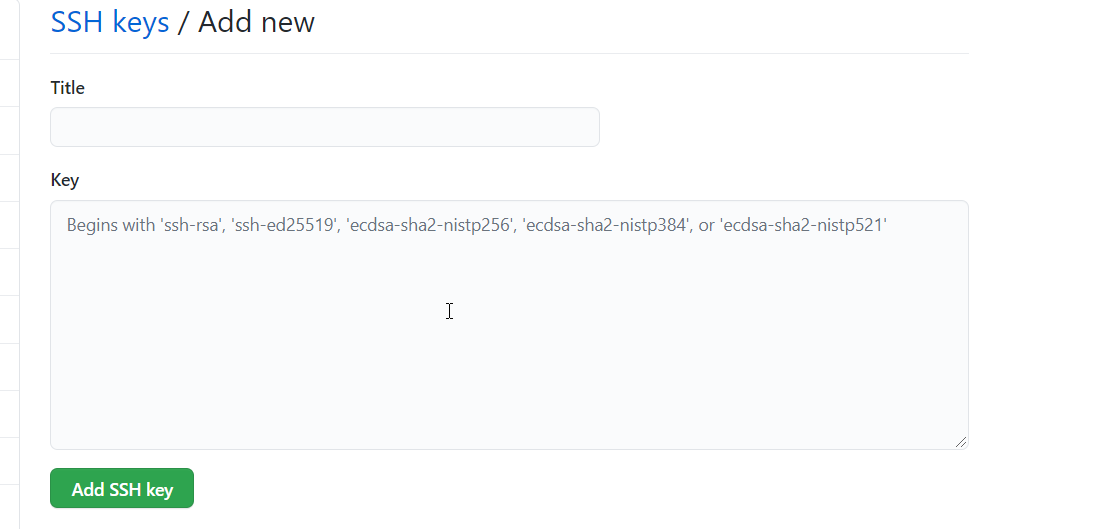 SSH keys / Add new
Title
Key
Begins with 'ssh-rsa', 'ssh-ed25519', 'ecdsa-sha2-nistp256', 'ecdsa-sha2-nistp384', or 'ecdsa-sha2-nistp521'
Add SSH key